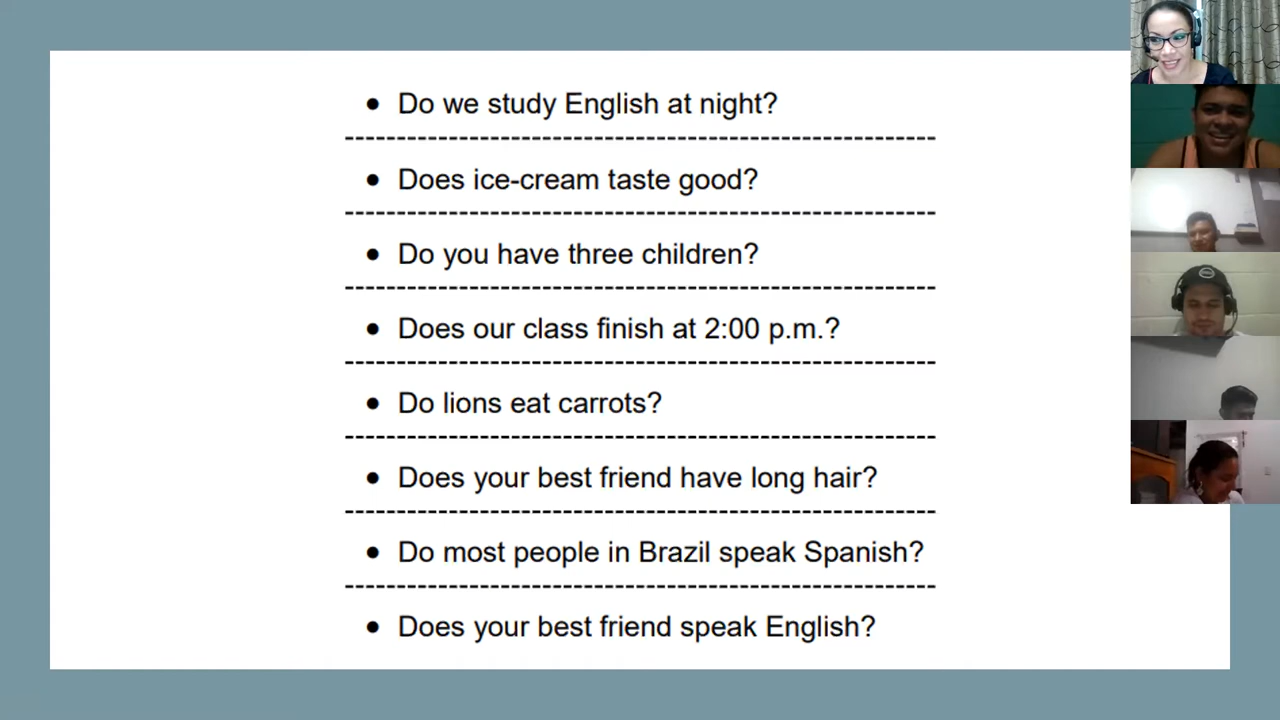 • Do we study English at night?
---------------------------------------------------------
• Does ice-cream taste good?
---------------------------------------------------------
• Do you have three children?
---------------------------------------------------------
• Does our class finish at 2:00 p.m.?
---------------------------------------------------------
• Do lions eat carrots?
---------------------------------------------------------
• Does your best friend have long hair?
---------------------------------------------------------
• Do most people in Brazil speak Spanish?
---------------------------------------------------------
• Does your best friend speak English?